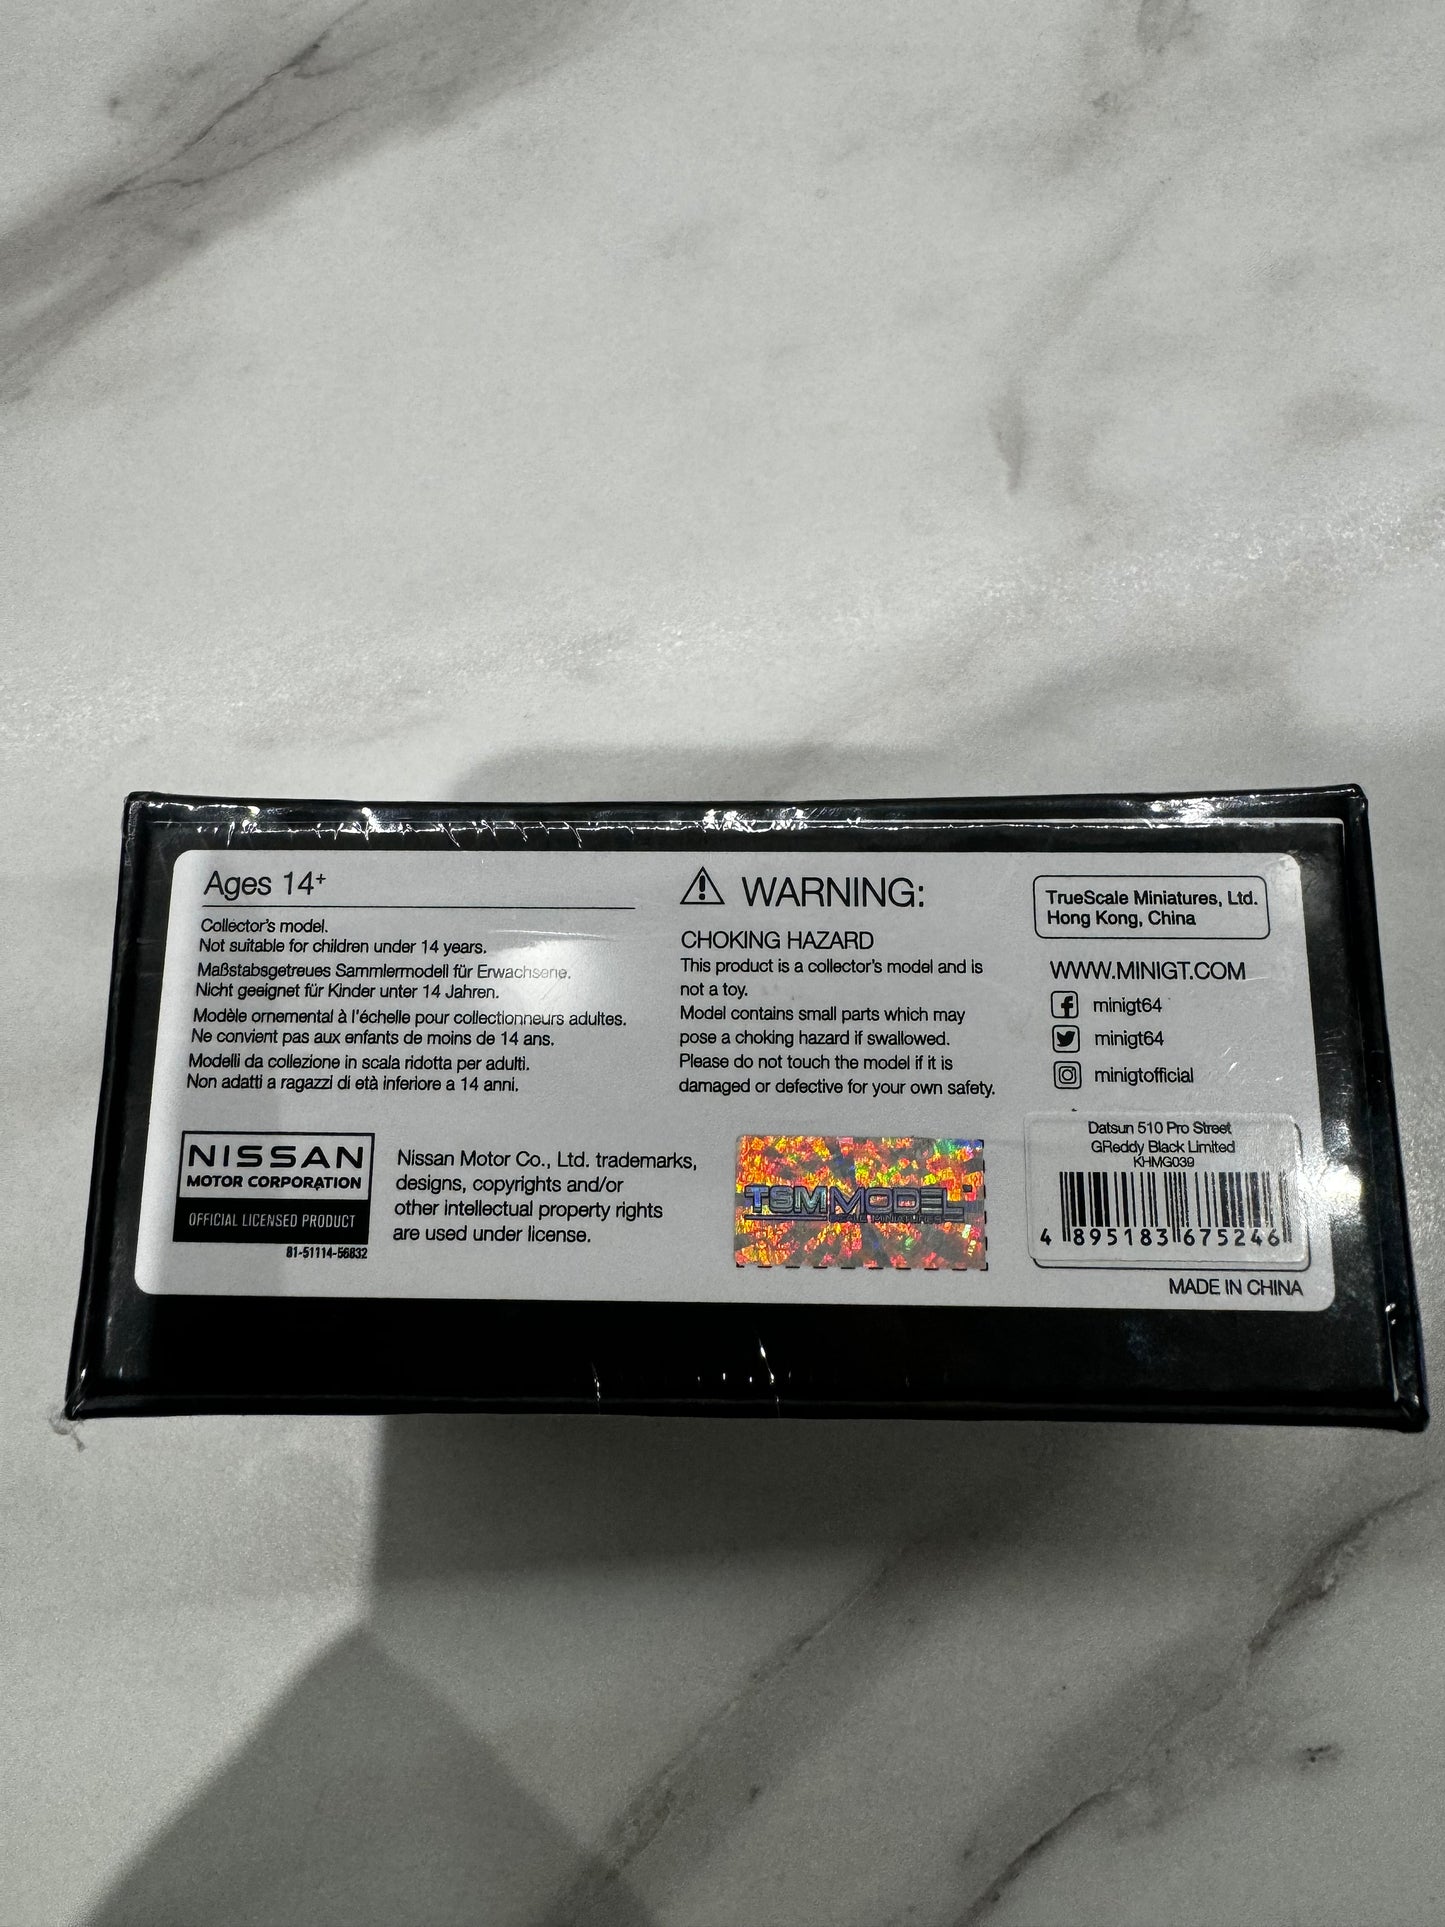 Ages 14+
Collector's model.
Not suitable for children under 14 years.
Maßstabsgetreues Sammlermodell für Erwachsene.
Nicht geeignet für Kinder unter 14 Jahren.
Modèle ornemental à l'échelle pour collectionneurs adultes.
Ne convient pas aux enfants de moins de 14 ans.
Modelli da collezione in scala ridotta per adulti.
Non adatti a ragazzi di età inferiore a 14 anni.
NISSAN
MOTOR CORPORATION
OFFICIAL LICENSED PRODUCT
81-51114-56832
Nissan Motor Co., Ltd. trademarks,
designs, copyrights and/or
other intellectual property rights
are used under license.
WARNING:
CHOKING HAZARD
This product is a collector's model and is
not a toy.
Model contains small parts which may
pose a choking hazard if swallowed.
Please do not touch the model if it is
damaged or defective for your own safety.
TSM MODEL
SCALE MINIATURES
TrueScale Miniatures, Ltd.
Hong Kong, China
WWW.MINIGT.COM
minigt64
minigt64
minigtofficial
Datsun 510 Pro Street
GReddy Black Limited
KHMG039
4 895183 675246
MADE IN CHINA